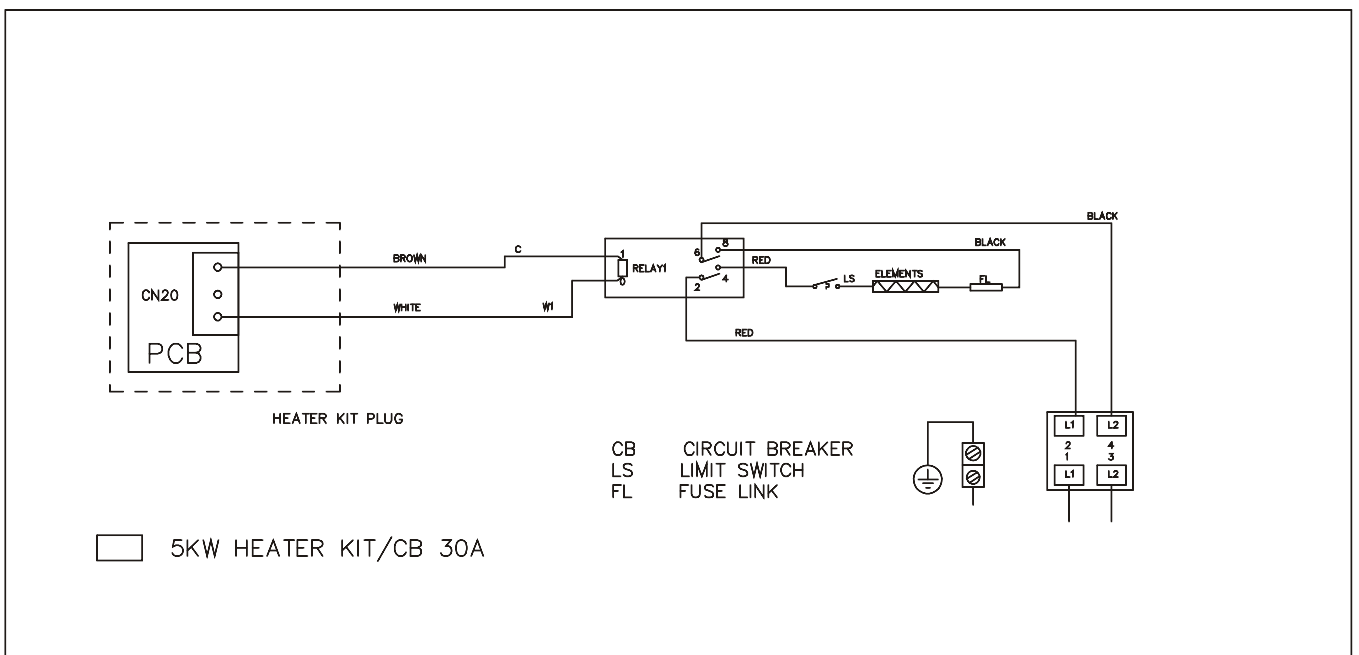 BLACK
BLACK
C
BROWN
1
RELAY1
0
6
8
RED
2
4
LS
ELEMENTS
FL
CN20
WHITE
W1
PCB
RED
HEATER KIT PLUG
L1 L2
2 4
1 3
L1 L2
CB CIRCUIT BREAKER
LS LIMIT SWITCH
FL FUSE LINK
5KW HEATER KIT/CB 30A